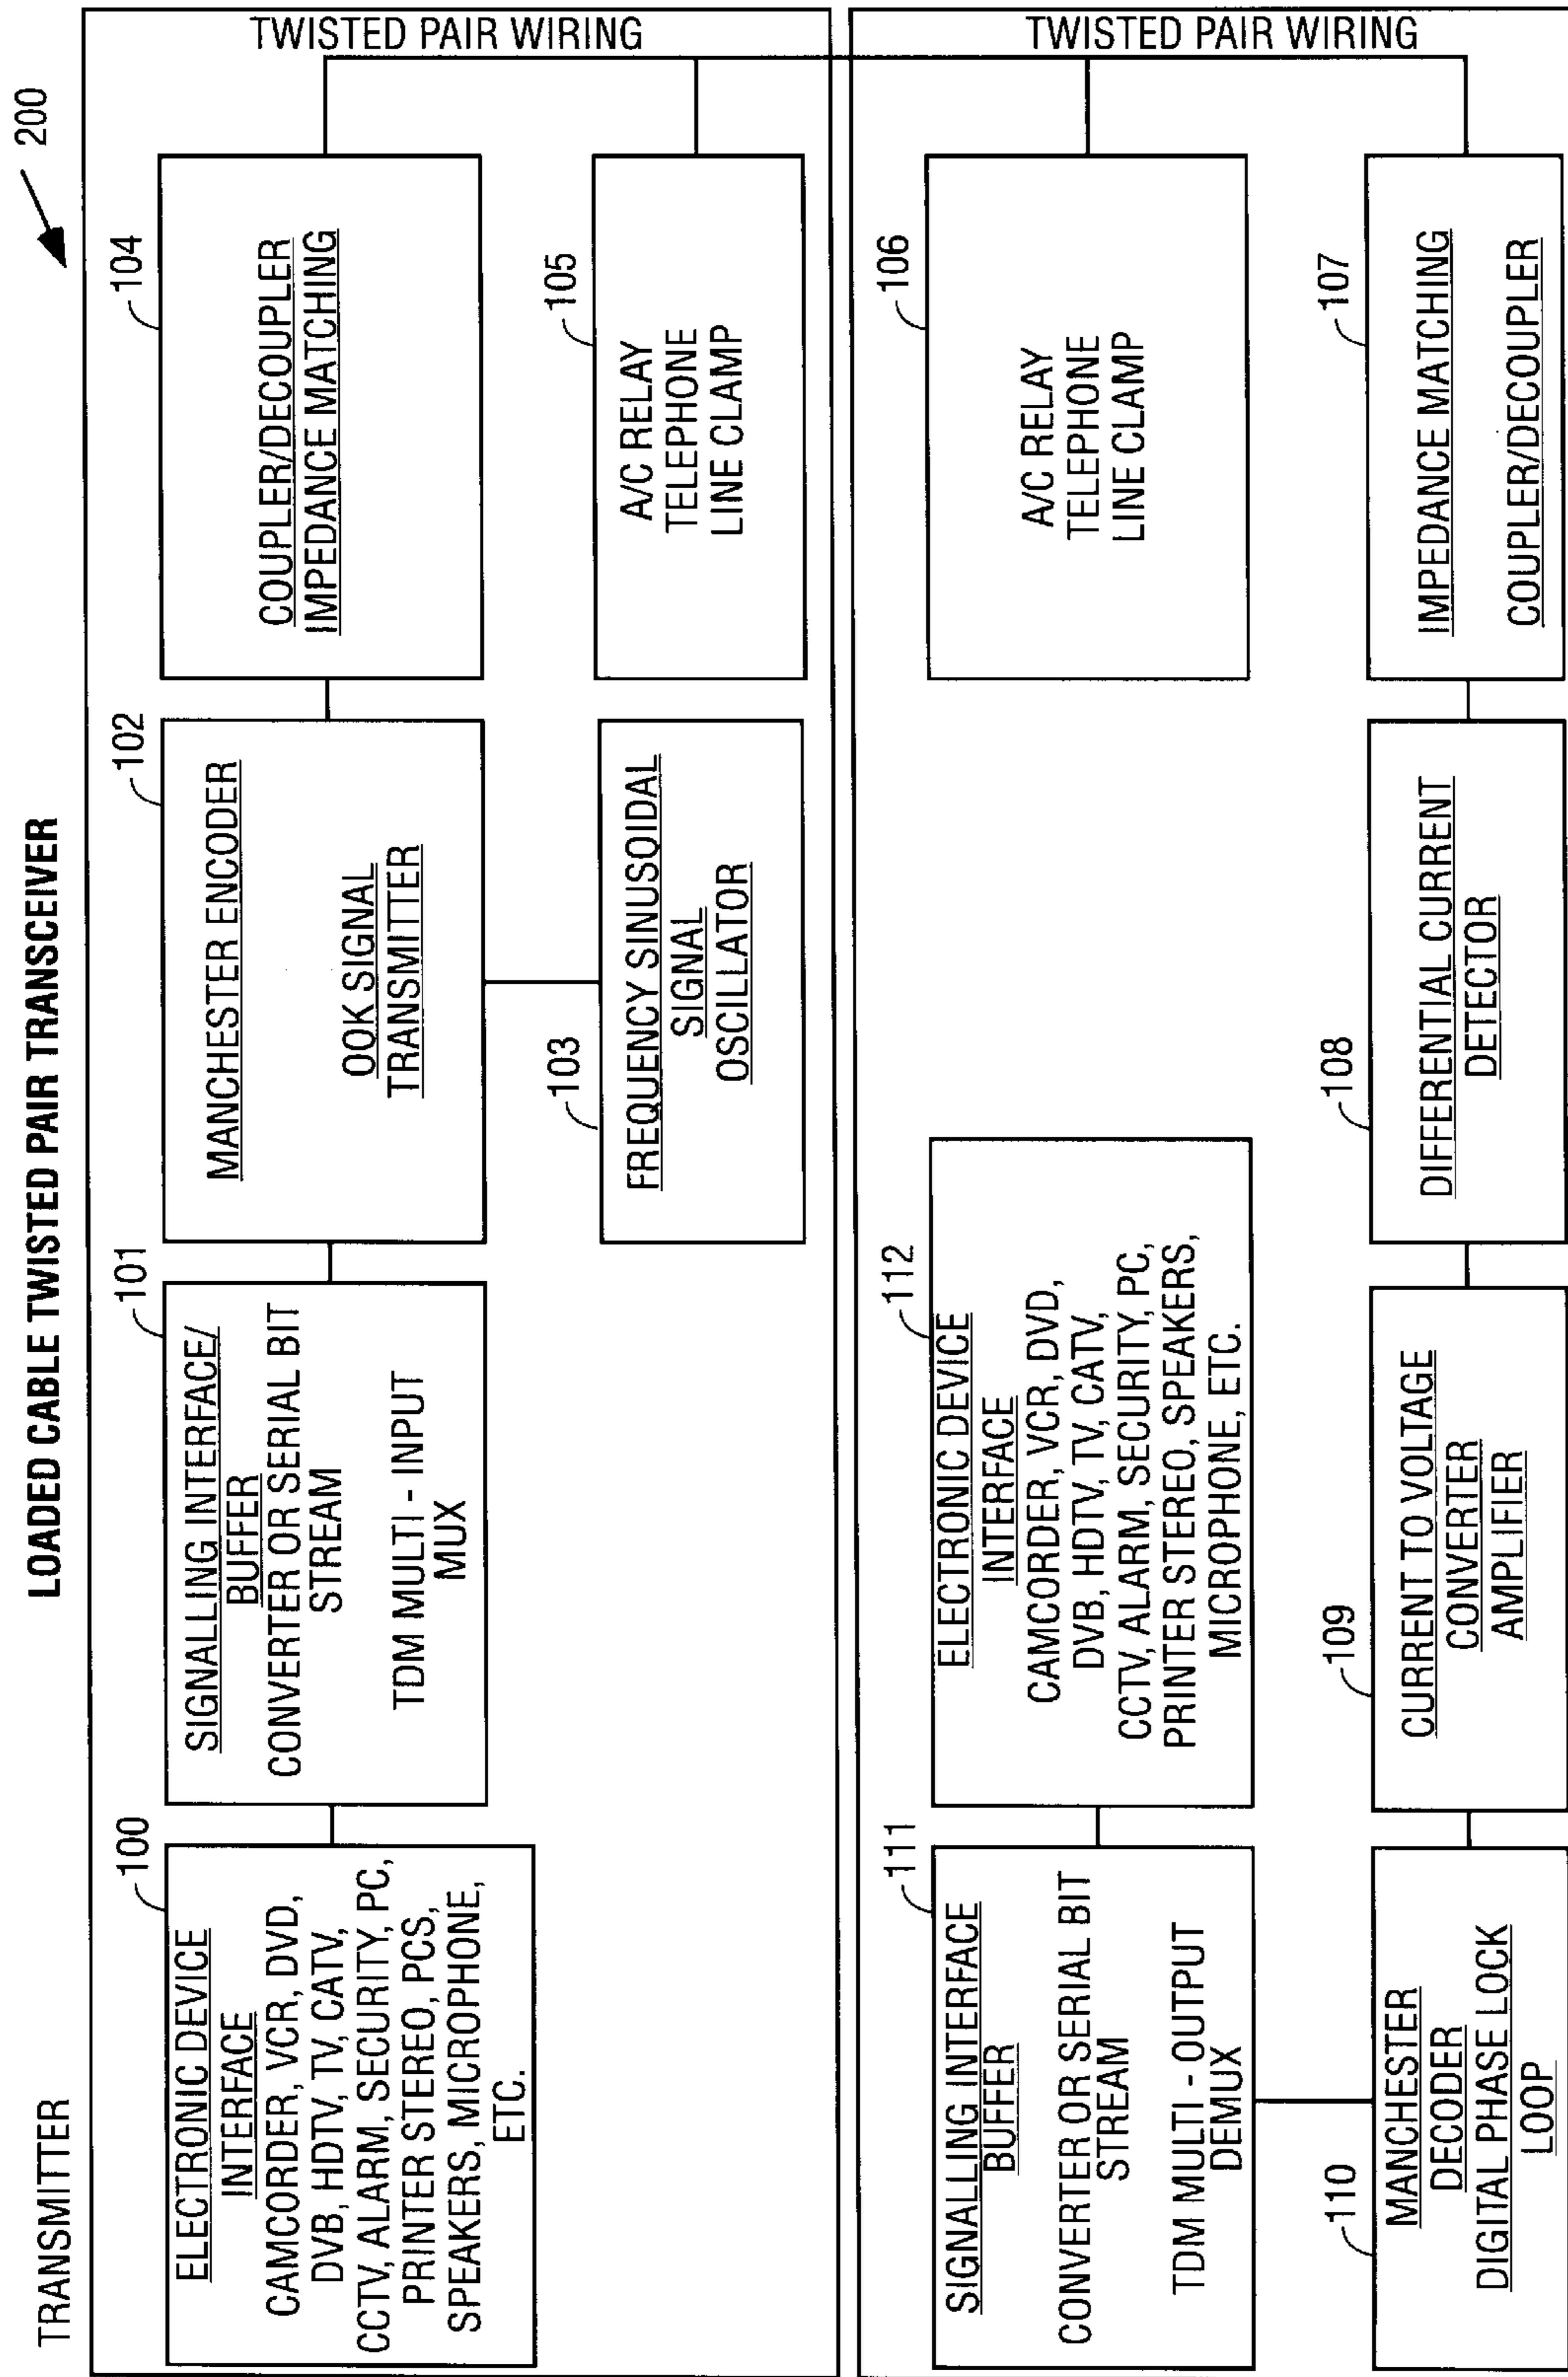 LOADED CABLE TWISTED PAIR TRANSCEIVER
200
TRANSMITTER
100
ELECTRONIC DEVICE
INTERFACE
CAMCORDER, VCR, DVD,
DVB, HDTV, TV, CATV,
CCTV, ALARM, SECURITY, PC,
PRINTER STEREO, PCS,
SPEAKERS, MICROPHONE,
ETC.
101
SIGNALLING INTERFACE/
BUFFER
CONVERTER OR SERIAL BIT
STREAM
TDM MULTI - INPUT
MUX
102
MANCHESTER ENCODER
OOK SIGNAL
TRANSMITTER
103
FREQUENCY SINUSOIDAL
SIGNAL
OSCILLATOR
104
COUPLER/DECOUPLER
IMPEDANCE MATCHING
105
A/C RELAY
TELEPHONE
LINE CLAMP
TWISTED PAIR WIRING
111
SIGNALLING INTERFACE
BUFFER
CONVERTER OR SERIAL BIT
STREAM
TDM MULTI - OUTPUT
DEMUX
112
ELECTRONIC DEVICE
INTERFACE
CAMCORDER, VCR, DVD,
DVB, HDTV, TV, CATV,
CCTV, ALARM, SECURITY, PC,
PRINTER STEREO, SPEAKERS,
MICROPHONE, ETC.
106
A/C RELAY
TELEPHONE
LINE CLAMP
TWISTED PAIR WIRING
110
MANCHESTER
DECODER
DIGITAL PHASE LOCK
LOOP
109
CURRENT TO VOLTAGE
CONVERTER
AMPLIFIER
108
DIFFERENTIAL CURRENT
DETECTOR
107
IMPEDANCE MATCHING
COUPLER/DECOUPLER